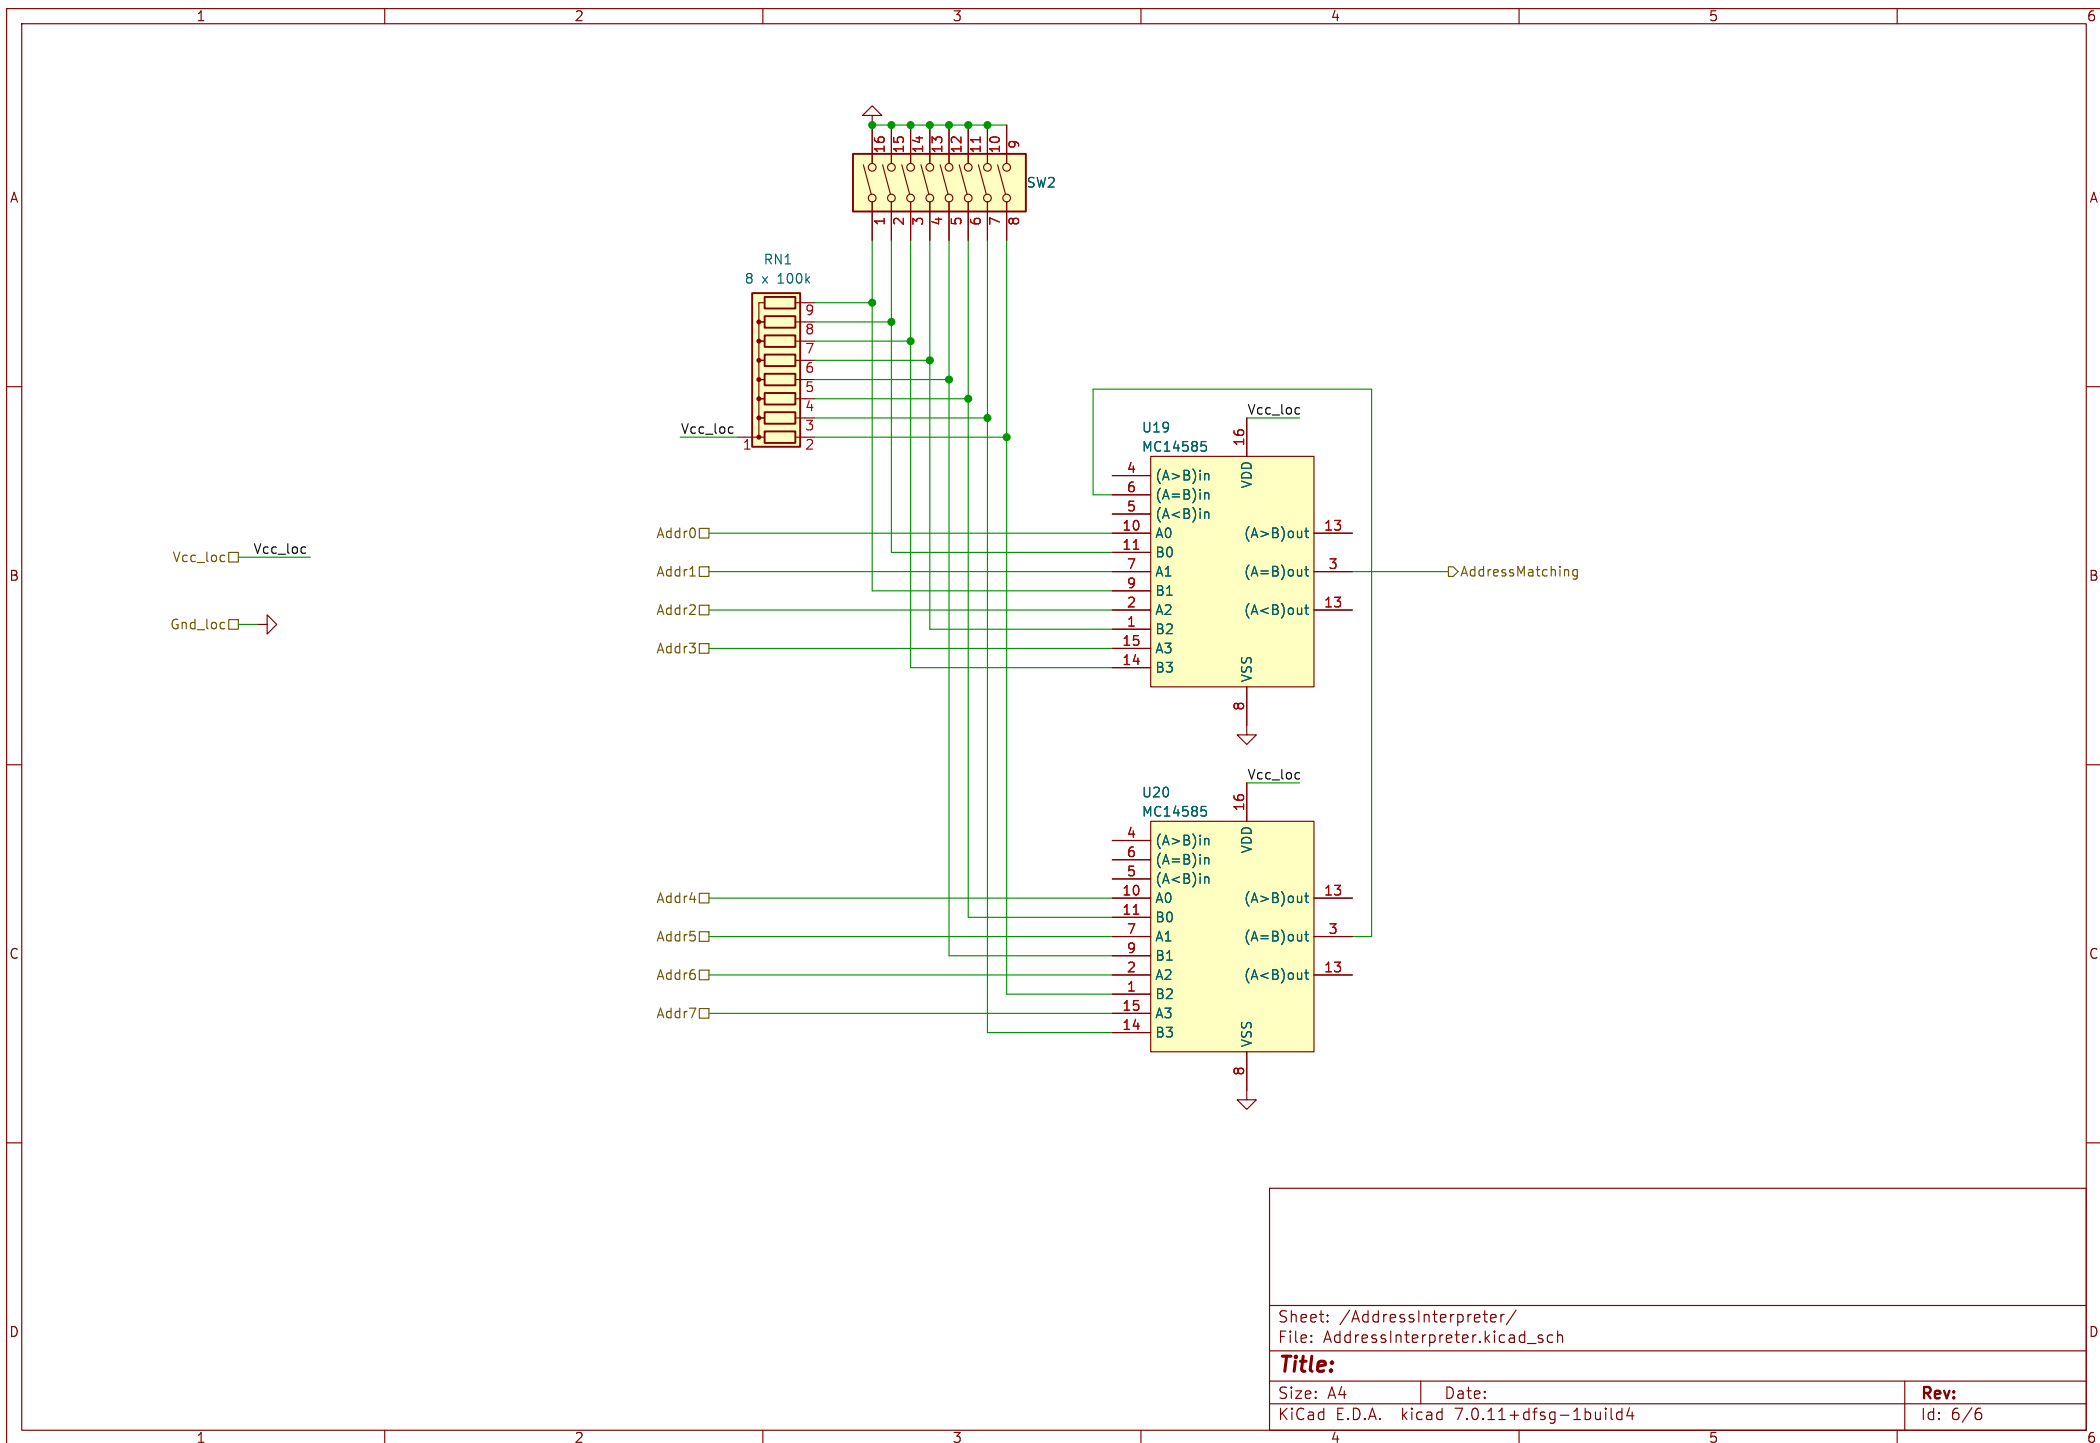 1 2 3 4 5 6
A A
B B
C C
D D
16 15 14 13 12 11 10 9
SW2
1 2 3 4 5 6 7 8
RN1
8 x 100k
9
8
7
6
5
4
3
Vcc_loc 1 2
Vcc_loc Vcc_loc
Gnd_loc
Addr0
Addr1
Addr2
Addr3
Vcc_loc
U19
MC14585
16
VDD
4 (A>B)in
6 (A=B)in
5 (A<B)in
10 A0 (A>B)out 13
11 B0
7 A1 (A=B)out 3 AddressMatching
9 B1
2 A2 (A<B)out 13
1 B2
15 A3
14 B3
VSS
8
Addr4
Addr5
Addr6
Addr7
Vcc_loc
U20
MC14585
16
VDD
4 (A>B)in
6 (A=B)in
5 (A<B)in
10 A0 (A>B)out 13
11 B0
7 A1 (A=B)out 3
9 B1
2 A2 (A<B)out 13
1 B2
15 A3
14 B3
VSS
8
Sheet: /AddressInterpreter/
File: AddressInterpreter.kicad_sch
Title:
Size: A4 Date: Rev:
KiCad E.D.A. kicad 7.0.11+dfsg-1build4 Id: 6/6
1 2 3 4 5 6